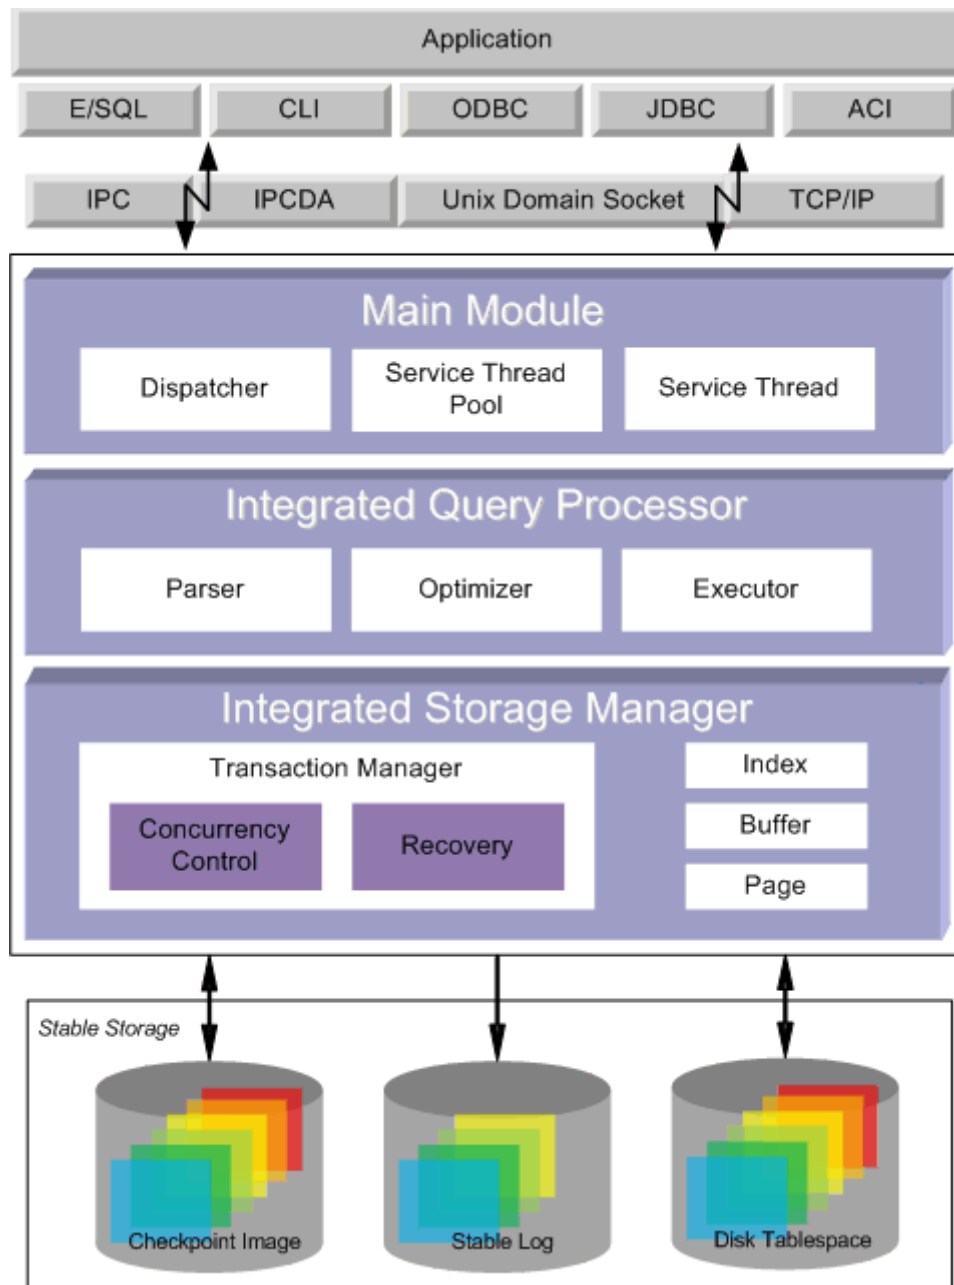 Application
E/SQL
CLI
ODBC
JDBC
ACI
IPC
IPCDA
Unix Domain Socket
TCP/IP
Main Module
Dispatcher
Service Thread
Pool
Service Thread
Integrated Query Processor
Parser
Optimizer
Executor
Integrated Storage Manager
Transaction Manager
Concurrency
Control
Recovery
Index
Buffer
Page
Stable Storage
Checkpoint Image
Stable Log
Disk Tablespace